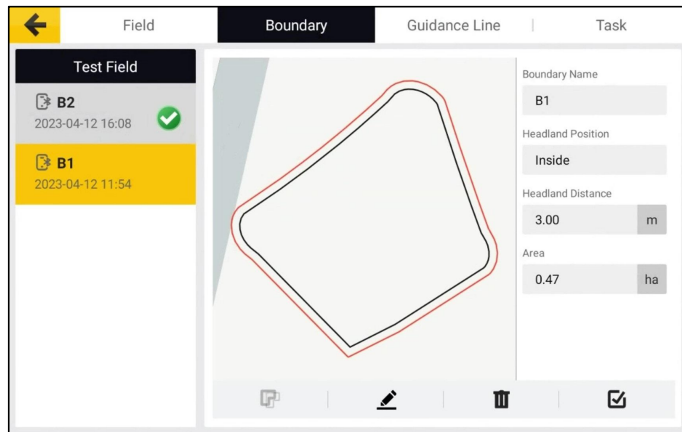 Field
Boundary
Guidance Line
Task
Test Field
B2
2023-04-12 16:08
B1
2023-04-12 11:54
Boundary Name
B1
Headland Position
Inside
Headland Distance
3.00 m
Area
0.47 ha